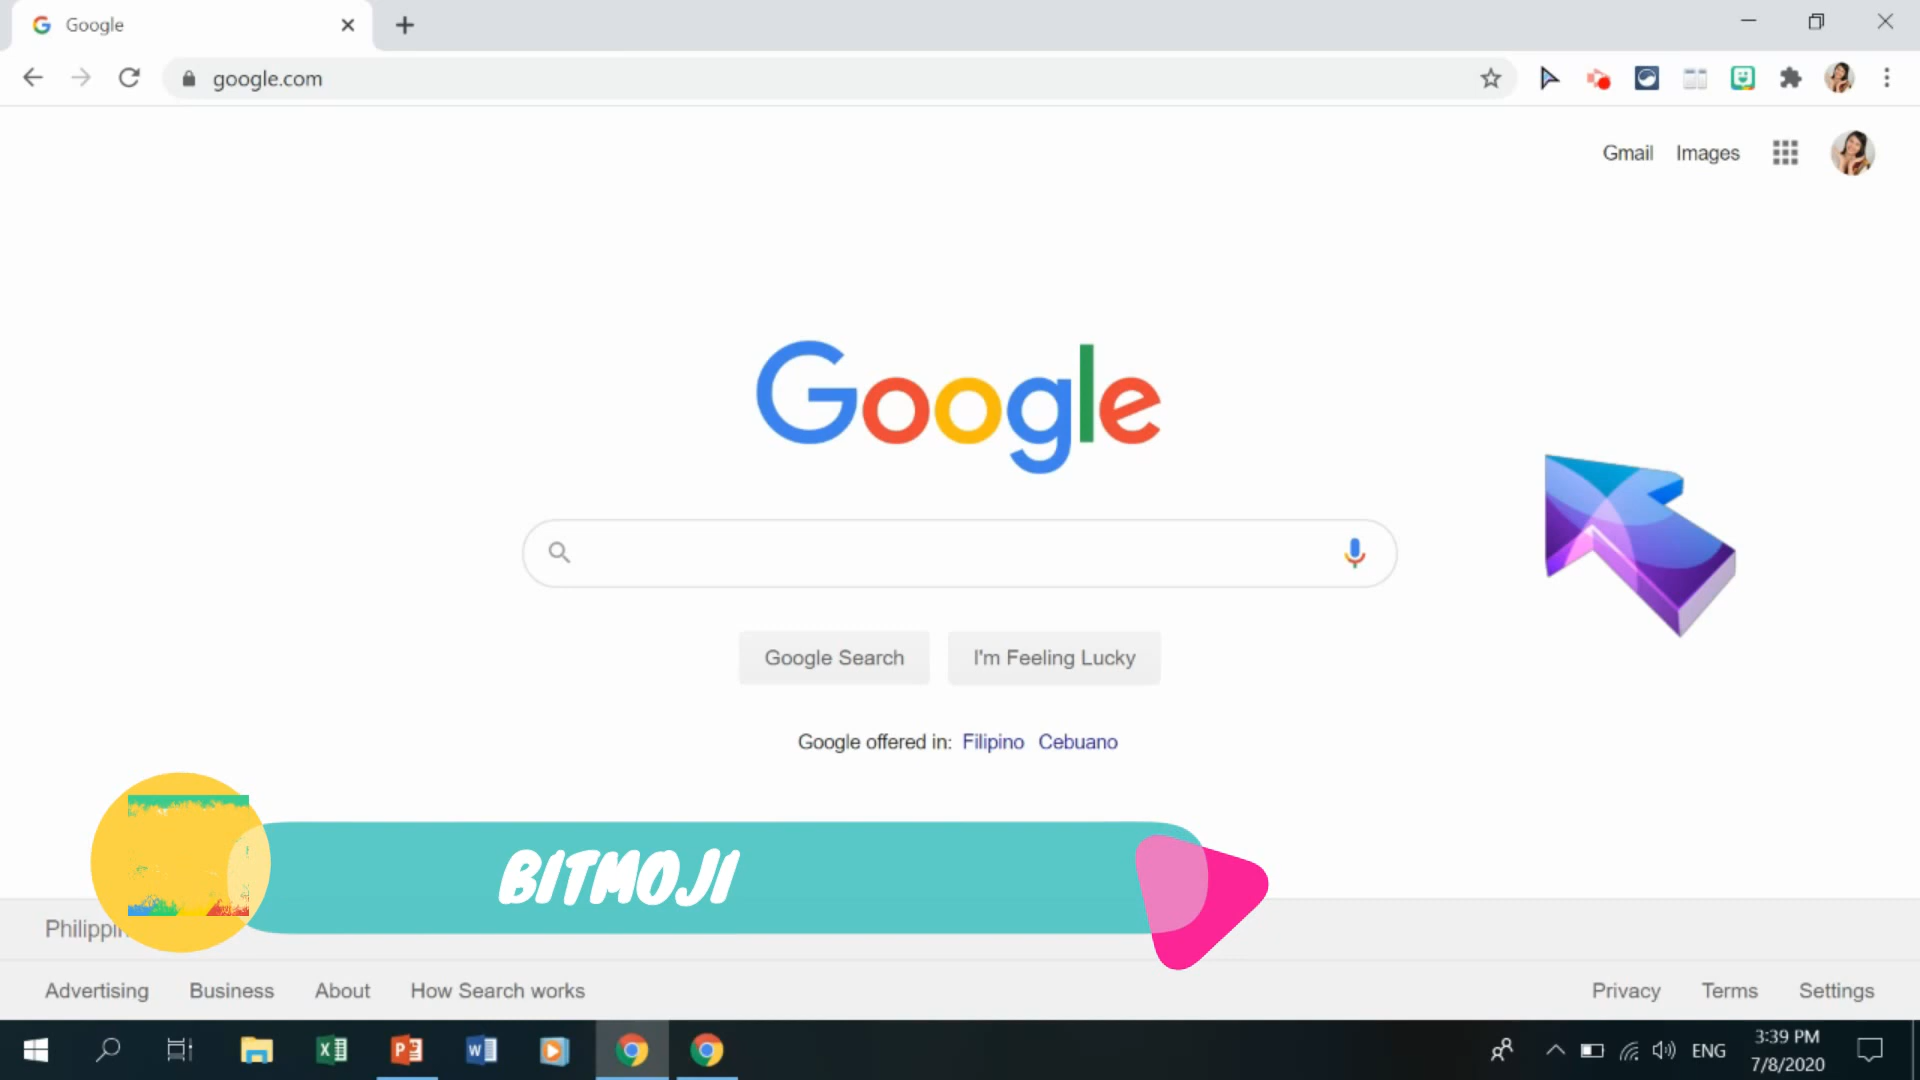 Google
google.com
Gmail Images
Google
Google Search I'm Feeling Lucky
Google offered in: Filipino Cebuano
BITMOJI
Advertising Business About How Search works
Privacy Terms Settings
ENG
3:39 PM
7/8/2020